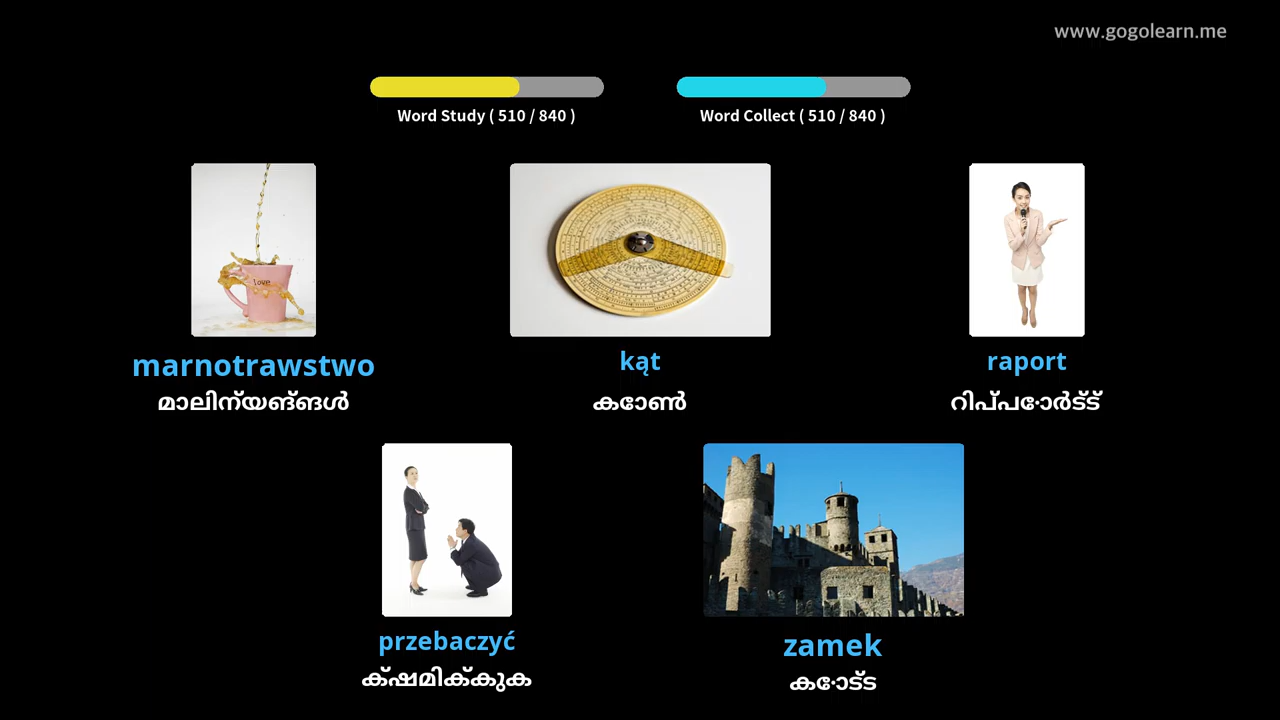 www.gogolearn.me
Word Study ( 510 / 840 )
Word Collect ( 510 / 840 )
love
marnotrawstwo
kąt
raport
മാലിന്യങ്ങൾ
കോൺ
റിപ്പോർട്ട്
przebaczyć
zamek
ക്ഷമിക്കുക
കോട്ട